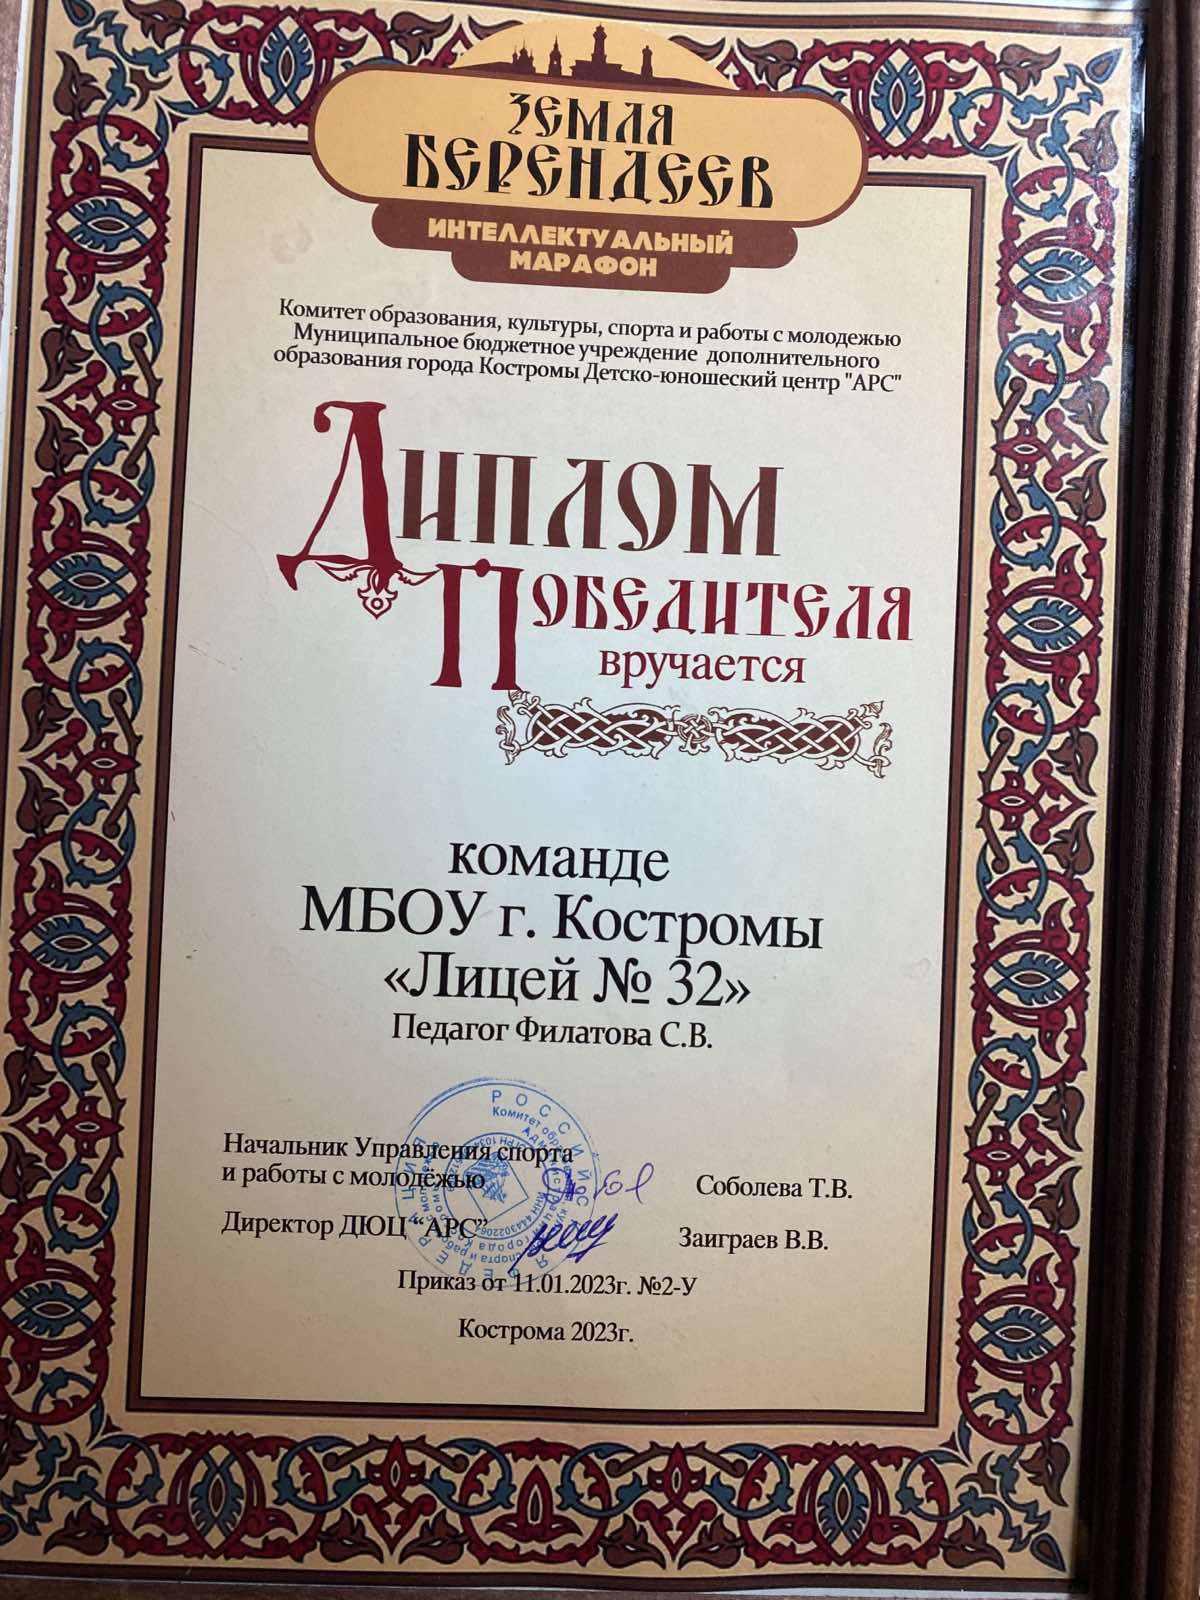 ЗЕМЛЯ
БЕРЕНДЕЕВ
ИНТЕЛЛЕКТУАЛЬНЫЙ
МАРАФОН
Комитет образования, культуры, спорта и работы с молодежью
Муниципальное бюджетное учреждение дополнительного
образования города Костромы Детско-юношеский центр "АРС"
Диплом
Победителя
вручается
команде
МБОУ г. Костромы
«Лицей № 32»
Педагог Филатова С.В.
Начальник Управления спорта
и работы с молодёжью Соболева Т.В.
Директор ДЮЦ “АРС” Заиграев В.В.
Приказ от 11.01.2023г. №2-У
Кострома 2023г.
РОССИЙСКАЯ ФЕДЕРАЦИЯ